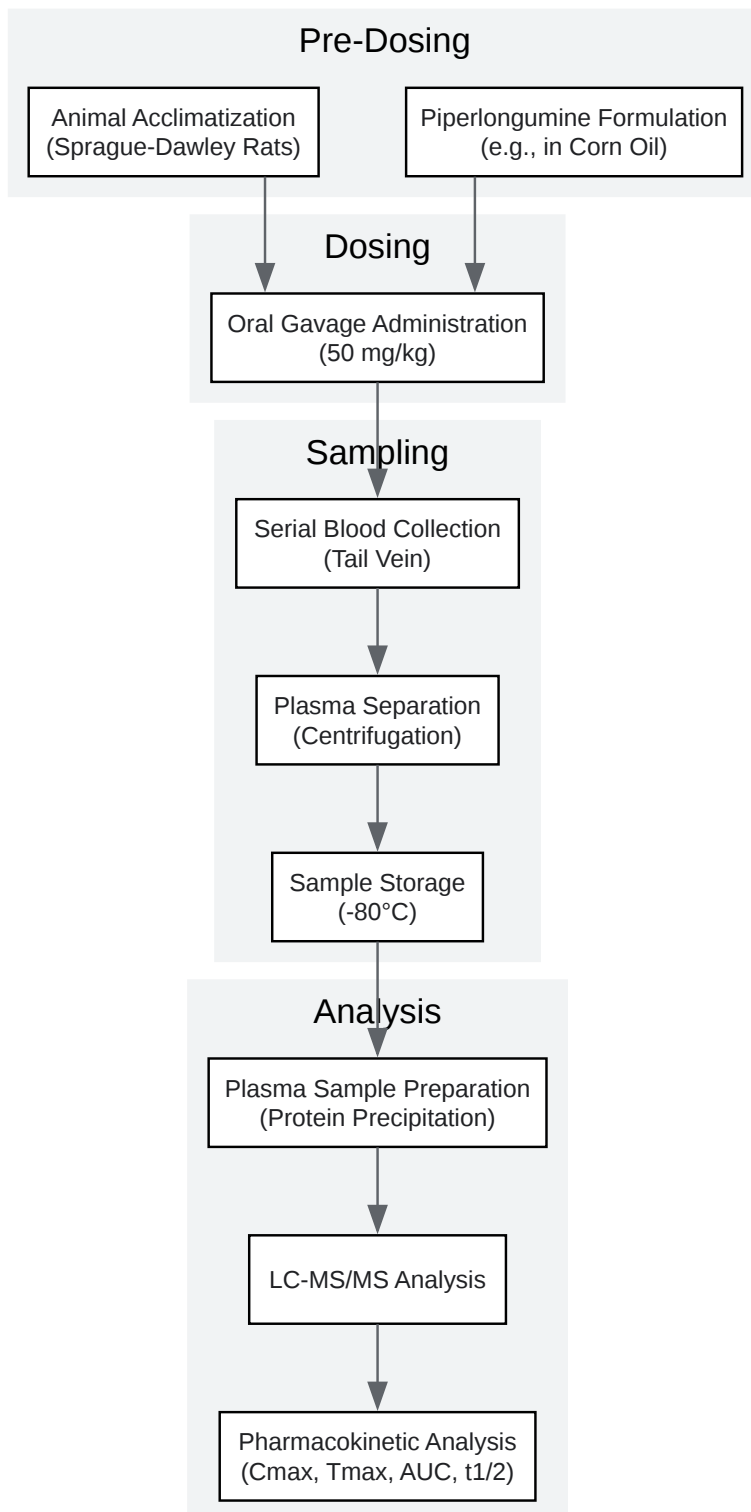 Pre-Dosing
Animal Acclimatization
(Sprague-Dawley Rats)
Piperlongumine Formulation
(e.g., in Corn Oil)
Dosing
Oral Gavage Administration
(50 mg/kg)
Sampling
Serial Blood Collection
(Tail Vein)
Plasma Separation
(Centrifugation)
Sample Storage
(-80°C)
Analysis
Plasma Sample Preparation
(Protein Precipitation)
LC-MS/MS Analysis
Pharmacokinetic Analysis
(Cmax, Tmax, AUC, t1/2)